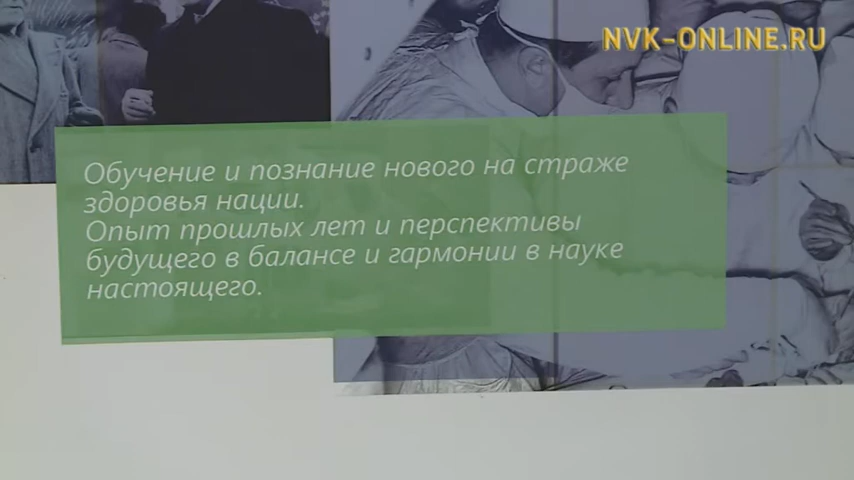 NVK-ONLINE.RU
Обучение и познание нового на страже
здоровья нации.
Опыт прошлых лет и перспективы
будущего в балансе и гармонии в науке
настоящего.